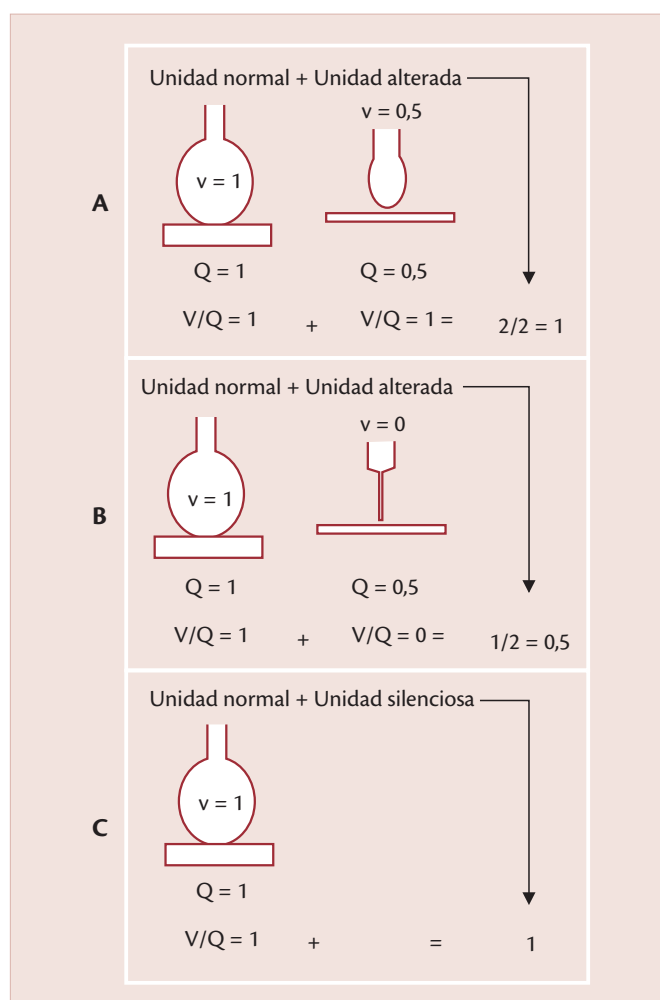 A
Unidad normal + Unidad alterada
v = 0,5
v = 1
Q = 1 Q = 0,5
V/Q = 1 + V/Q = 1 = 2/2 = 1
B
Unidad normal + Unidad alterada
v = 0
v = 1
Q = 1 Q = 0,5
V/Q = 1 + V/Q = 0 = 1/2 = 0,5
C
Unidad normal + Unidad silenciosa
v = 1
Q = 1
V/Q = 1 + = 1